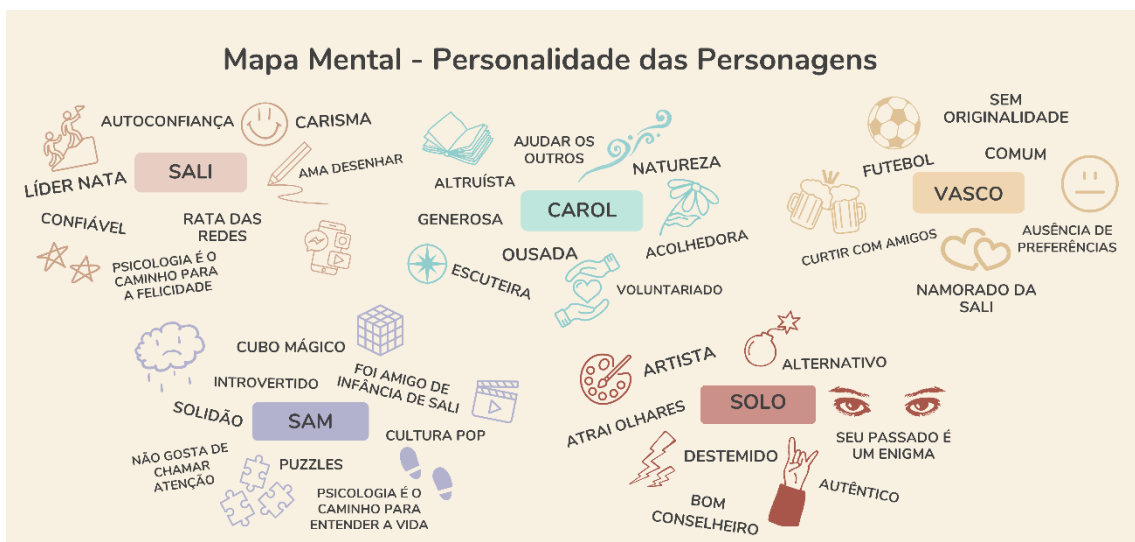 Mapa Mental - Personalidade das Personagens
AUTOCONFIANÇA
CARISMA
SALI
AMA DESENHAR
LÍDER NATA
CONFIÁVEL
RATA DAS
REDES
PSICOLOGIA É O
CAMINHO PARA
A FELICIDADE
AJUDAR OS
OUTROS
NATUREZA
ALTRUÍSTA
GENEROSA
CAROL
ACOLHEDORA
OUSADA
ESCUTEIRA
VOLUNTARIADO
SEM
ORIGINALIDADE
FUTEBOL
COMUM
VASCO
CURTIR COM AMIGOS
AUSÊNCIA DE
PREFERÊNCIAS
NAMORADO DA
SALI
CUBO MÁGICO
INTROVERTIDO
FOI AMIGO DE
INFÂNCIA DE SALI
SOLIDÃO
SAM
CULTURA POP
NÃO GOSTA DE
CHAMAR
ATENÇÃO
PUZZLES
PSICOLOGIA É O
CAMINHO PARA
ENTENDER A VIDA
ARTISTA
ALTERNATIVO
SOLO
ATRAI OLHARES
SEU PASSADO É
UM ENIGMA
DESTEMIDO
AUTÊNTICO
BOM
CONSELHEIRO